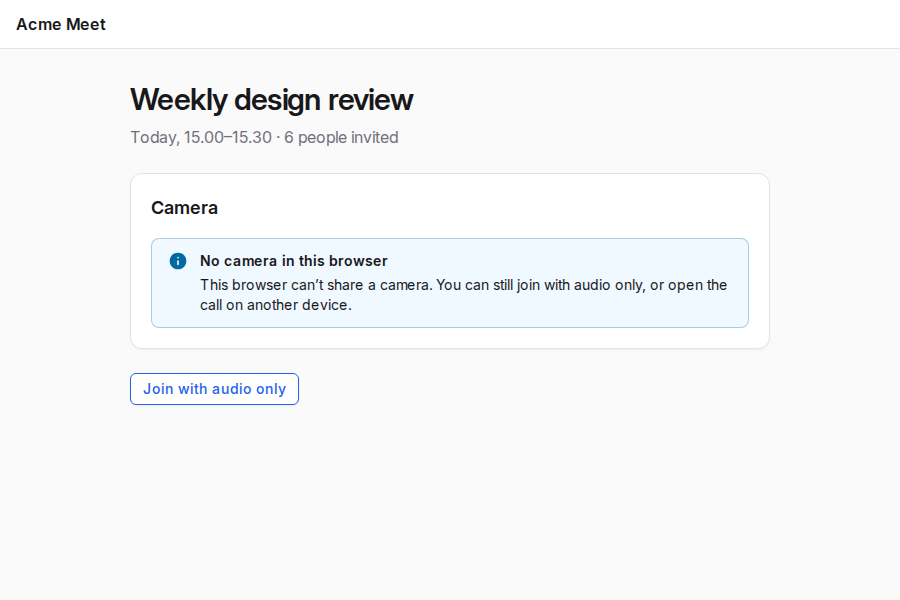 Acme Meet
Weekly design review
Today, 15.00–15.30 · 6 people invited
Camera
No camera in this browser
This browser can’t share a camera. You can still join with audio only, or open the
call on another device.
Join with audio only